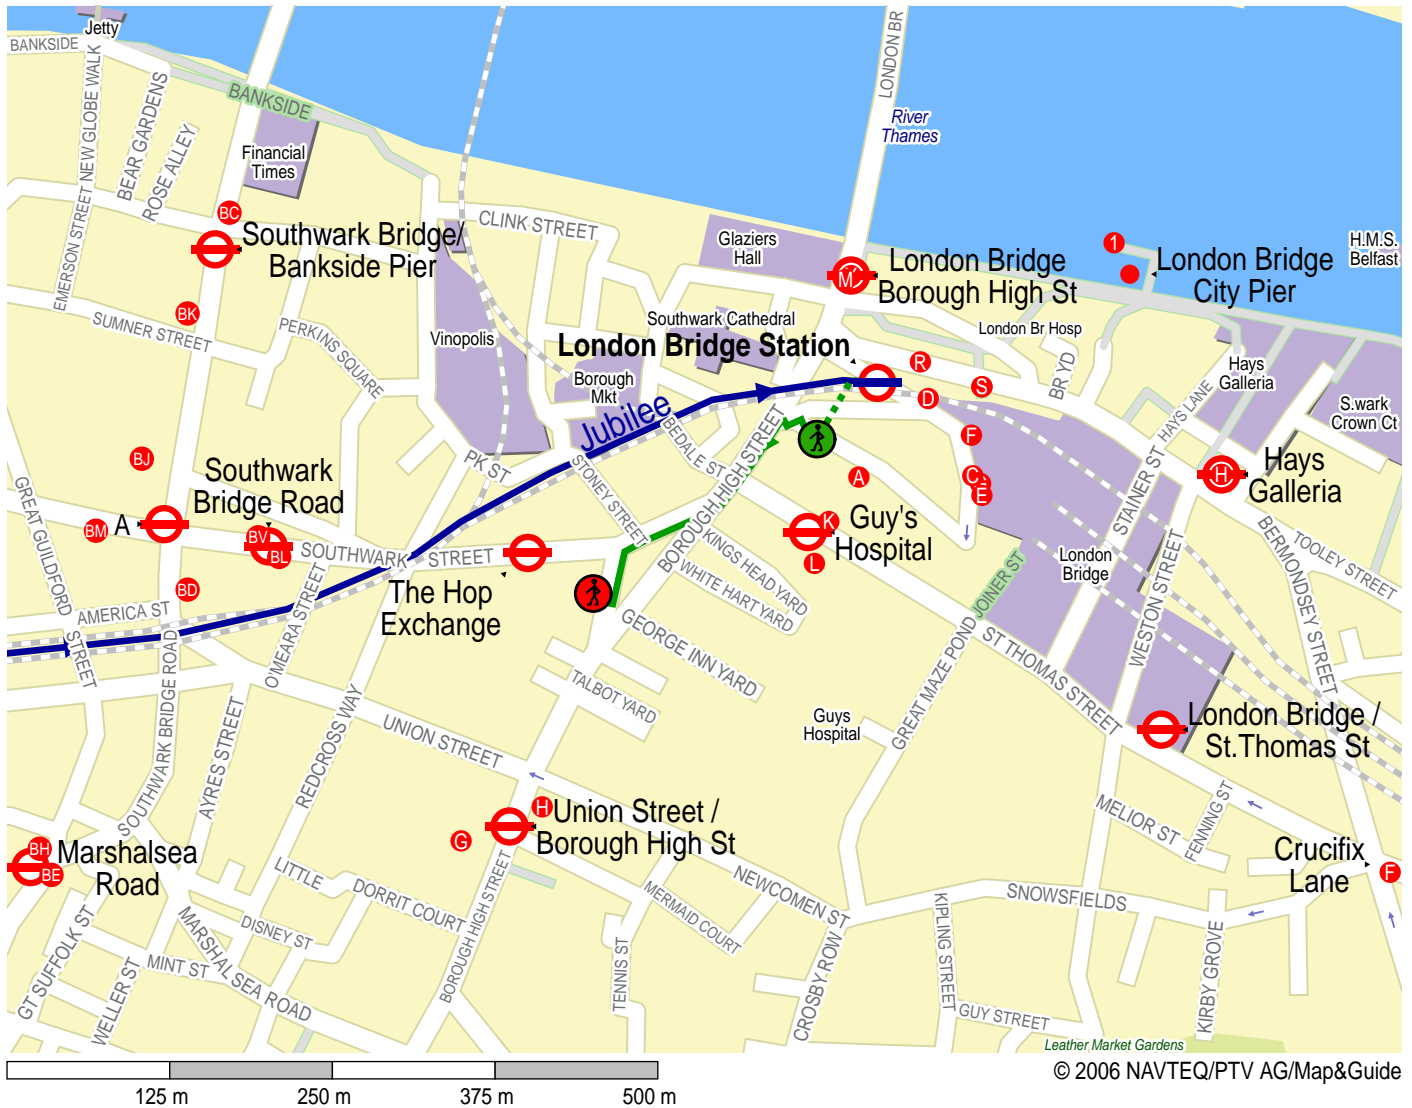 Jetty
BANKSIDE
BANKSIDE
LONDON BR
River
Thames
EMERSON STREET NEW GLOBE WALK
BEAR GARDENS
ROSE ALLEY
Financial
Times
BC
Southwark Bridge/
Bankside Pier
CLINK STREET
Glaziers
Hall
M
London Bridge
Borough High St
1
London Bridge
City Pier
H.M.S.
Belfast
BK
SUMNER STREET
PERKINS SQUARE
Vinopolis
Southwark Cathedral
London Bridge Station
London Br Hosp
Borough
Mkt
R
S
D
BR YD
Hays
Galleria
S.wark
Crown Ct
Jubilee
BEDALE ST
BOROUGH HIGH STREET
F
STAINER ST
HAYS LANE
BJ
Southwark
Bridge Road
PK ST
STONEY STREET
A
C
E
H
Hays
Galleria
GREAT GUILDFORD
STREET
BM
A
BV
BL
SOUTHWARK
STREET
K
L
Guy's
Hospital
KINGS HEAD YARD
WHITE HART YARD
London
Bridge
JOINER ST
WESTON STREET
BERMONDSEY STREET
TOOLEY STREET
BD
AMERICA ST
The Hop
Exchange
GEORGE INN YARD
TALBOT YARD
GREAT MAZE POND
ST THOMAS STREET
SOUTHWARK BRIDGE ROAD
O'MEARA STREET
AYRES STREET
REDCROSS WAY
UNION STREET
Guys
Hospital
London Bridge /
St.Thomas St
H
G
Union Street /
Borough High St
MELIOR ST
FENNING ST
Crucifix
Lane
F
BH
BE
Marshalsea
Road
LITTLE
DORRIT COURT
BOROUGH HIGH STREET
MERMAID COURT
NEWCOMEN ST
SNOWSFIELDS
GT SUFFOLK ST
MARSHALSEA ROAD
DISNEY ST
MINT ST
WELLER ST
TENNIS ST
CROSBY ROW
KIPLING STREET
GUY STREET
KIRBY GROVE
Leather Market Gardens
© 2006 NAVTEQ/PTV AG/Map&Guide
125 m
250 m
375 m
500 m